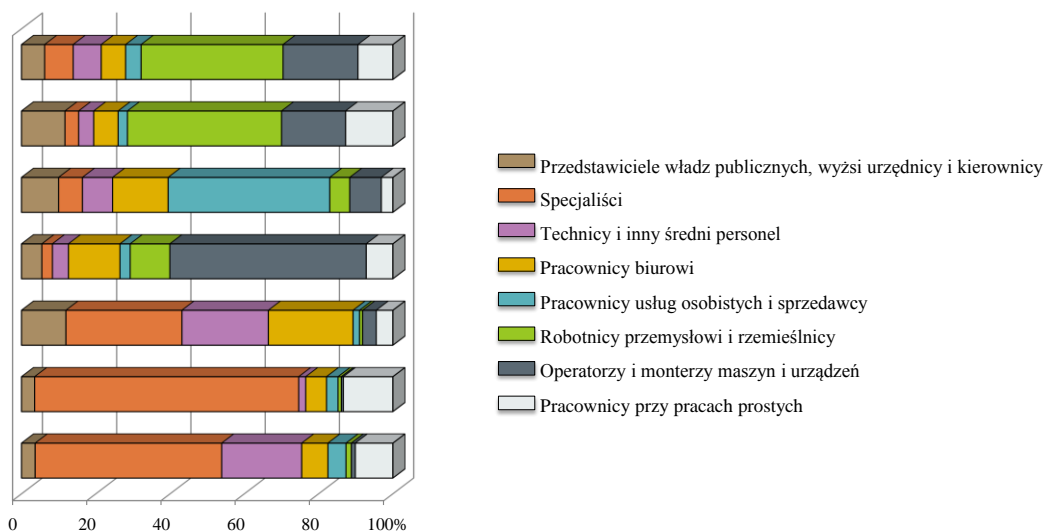 Przedstawiciele władz publicznych, wyżsi urzędnicy i kierownicy
Specjaliści
Technicy i inny średni personel
Pracownicy biurowi
Pracownicy usług osobistych i sprzedawcy
Robotnicy przemysłowi i rzemieślnicy
Operatorzy i monterzy maszyn i urządzeń
Pracownicy przy pracach prostych
0 20 40 60 80 100%